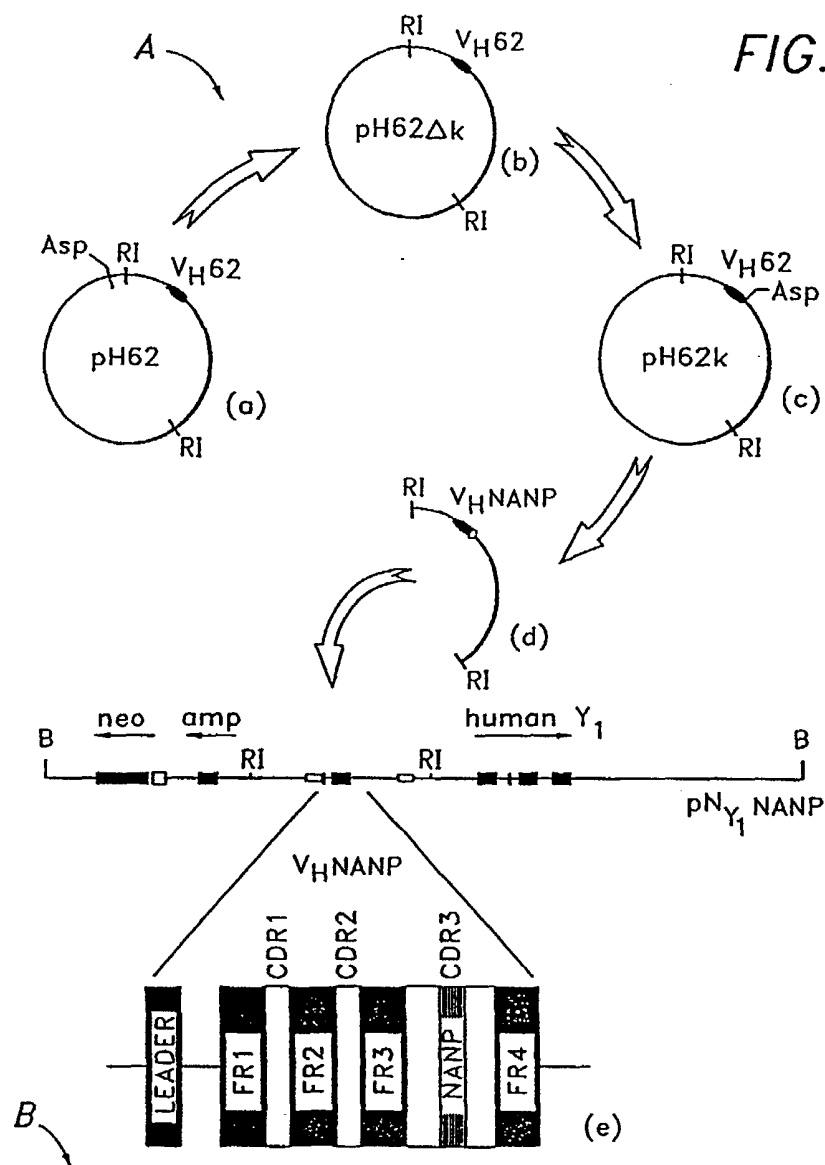 A
FIG.
RI
VH62
pH62Δk
(b)
RI
Asp
RI
VH62
pH62
(a)
RI
RI
VH62
Asp
pH62k
(c)
RI
RI
VHNANP
(d)
RI
B
neo
amp
RI
RI
human Y1
B
pNY1 NANP
VHNANP
CDR1
CDR2
CDR3
LEADER
FR1
FR2
FR3
NANP
FR4
(e)
B